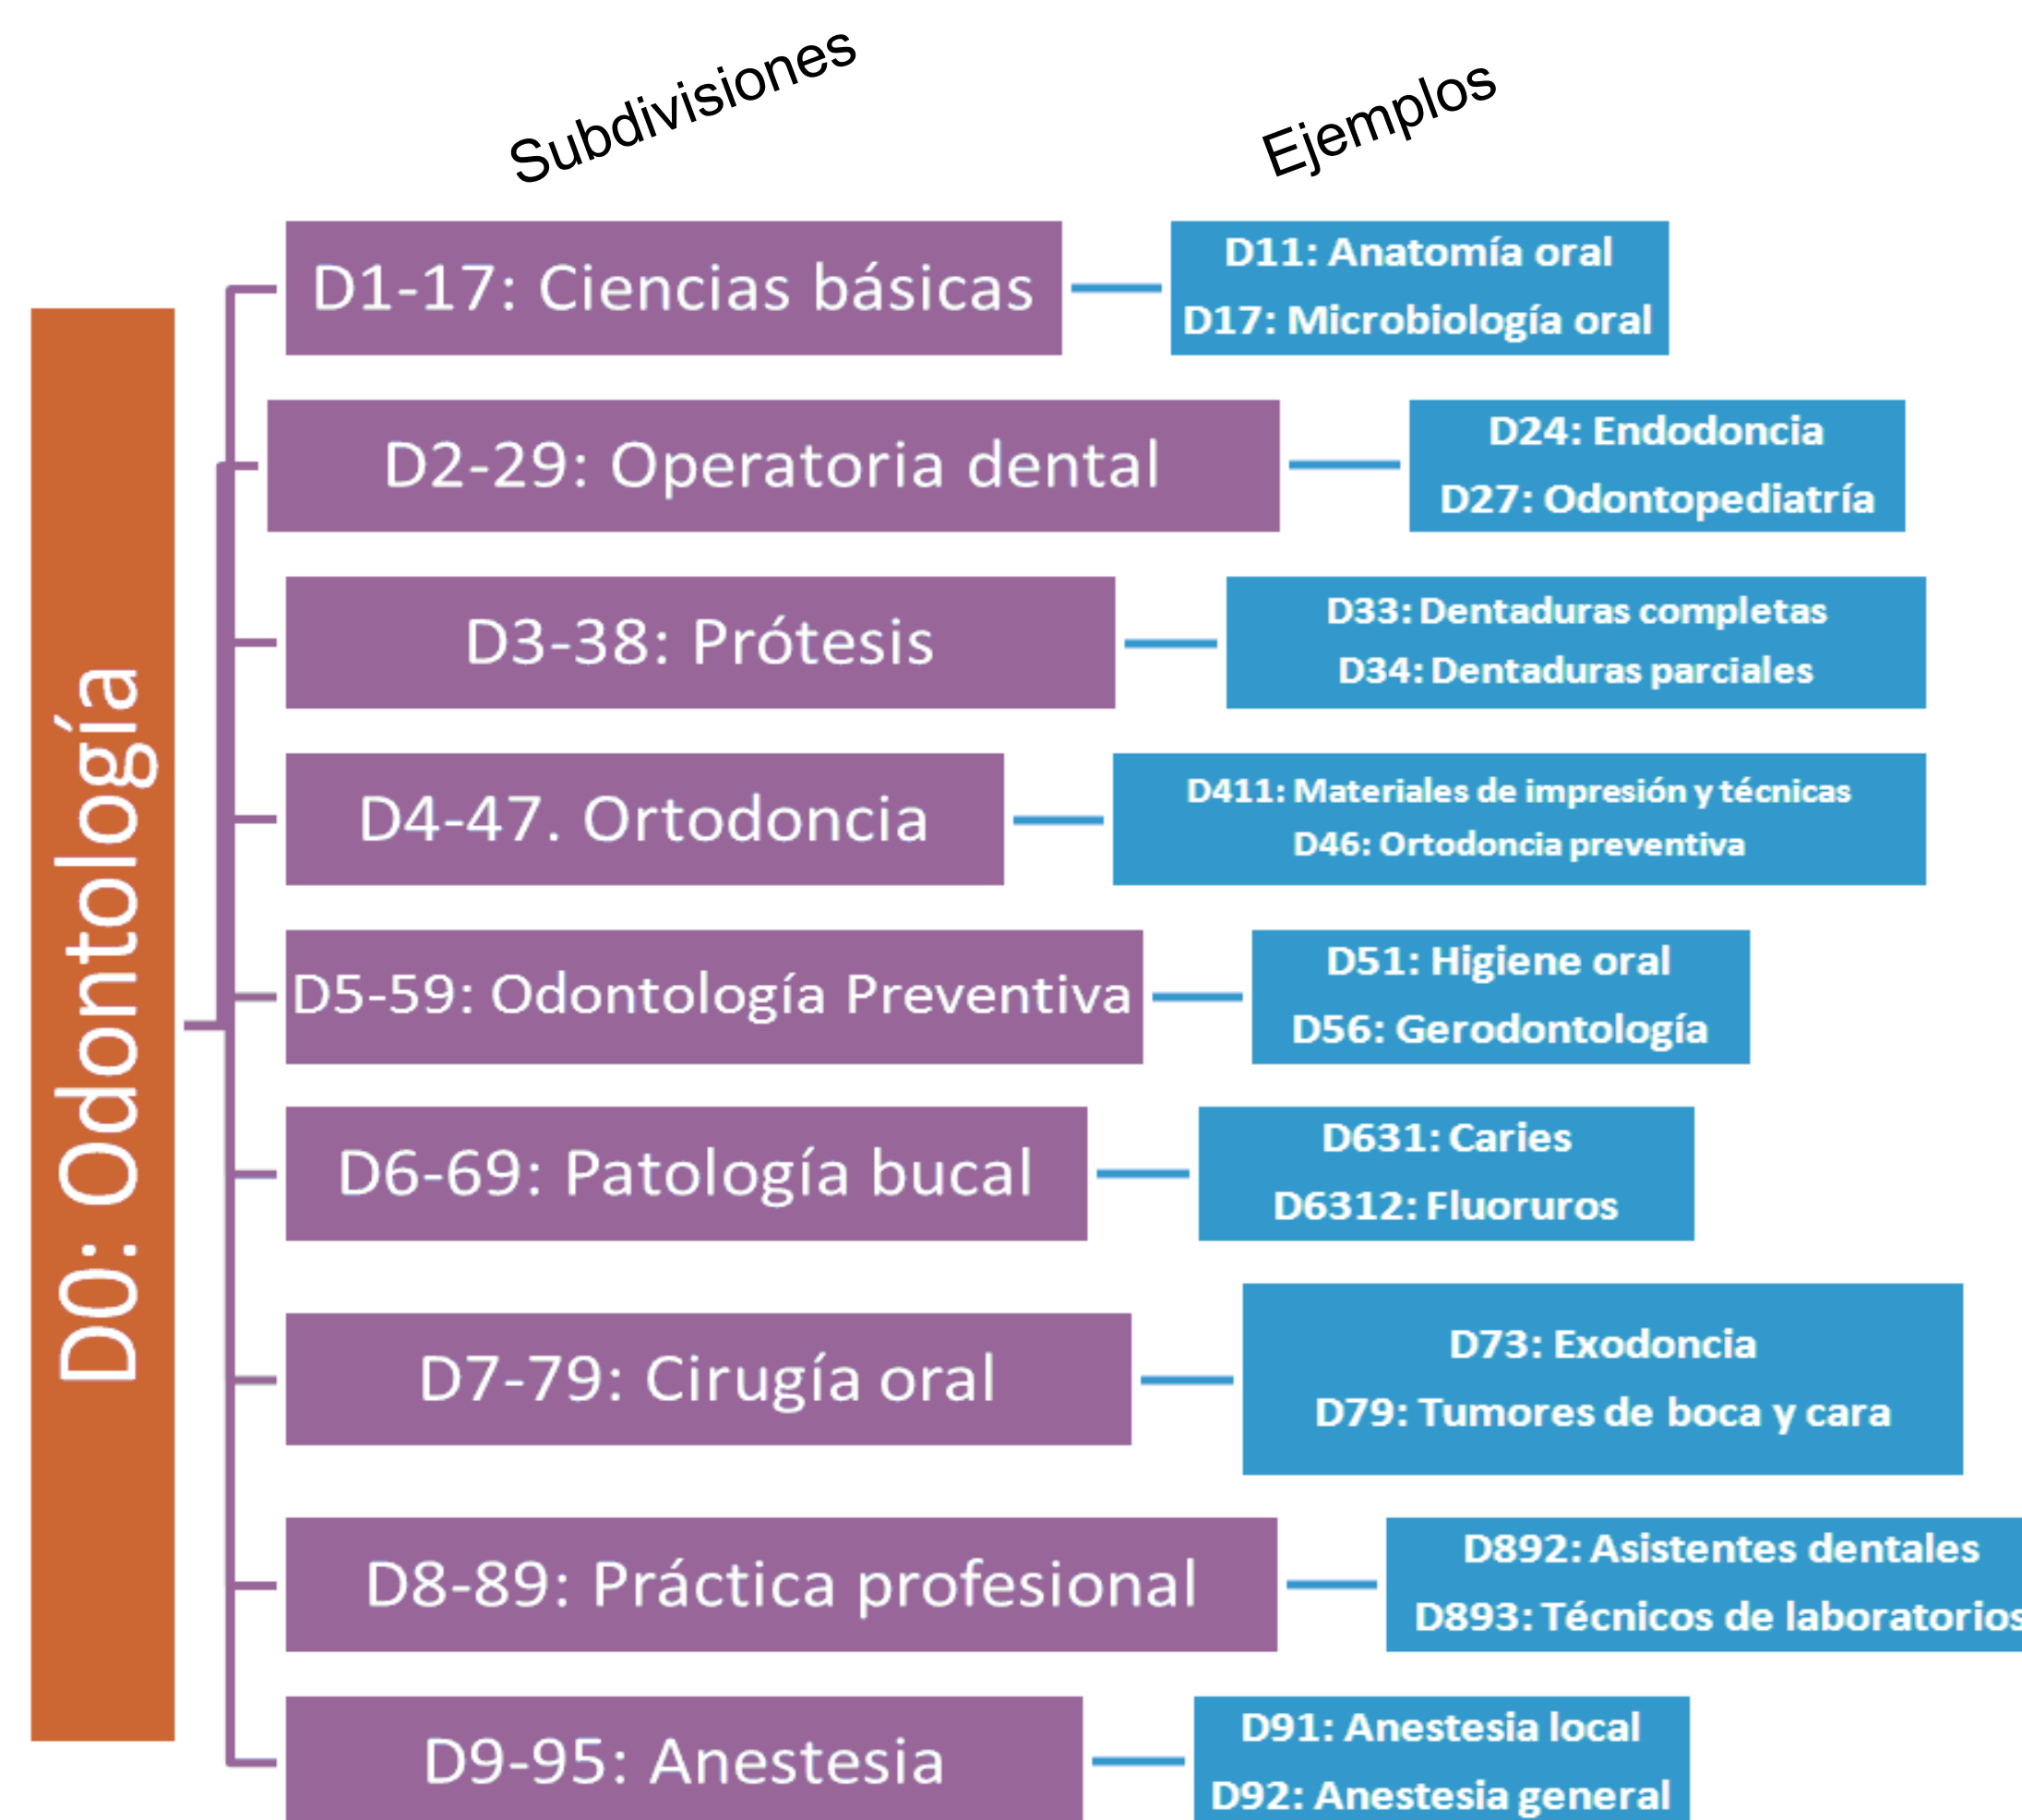 Subdivisiones
Ejemplos
D0: Odontología
D1-17: Ciencias básicas
D11: Anatomía oral
D17: Microbiología oral
D2-29: Operatoria dental
D24: Endodoncia
D27: Odontopediatría
D3-38: Prótesis
D33: Dentaduras completas
D34: Dentaduras parciales
D4-47. Ortodoncia
D411: Materiales de impresión y técnicas
D46: Ortodoncia preventiva
D5-59: Odontología Preventiva
D51: Higiene oral
D56: Gerodontología
D6-69: Patología bucal
D631: Caries
D6312: Fluoruros
D7-79: Cirugía oral
D73: Exodoncia
D79: Tumores de boca y cara
D8-89: Práctica profesional
D892: Asistentes dentales
D893: Técnicos de laboratorios
D9-95: Anestesia
D91: Anestesia local
D92: Anestesia general